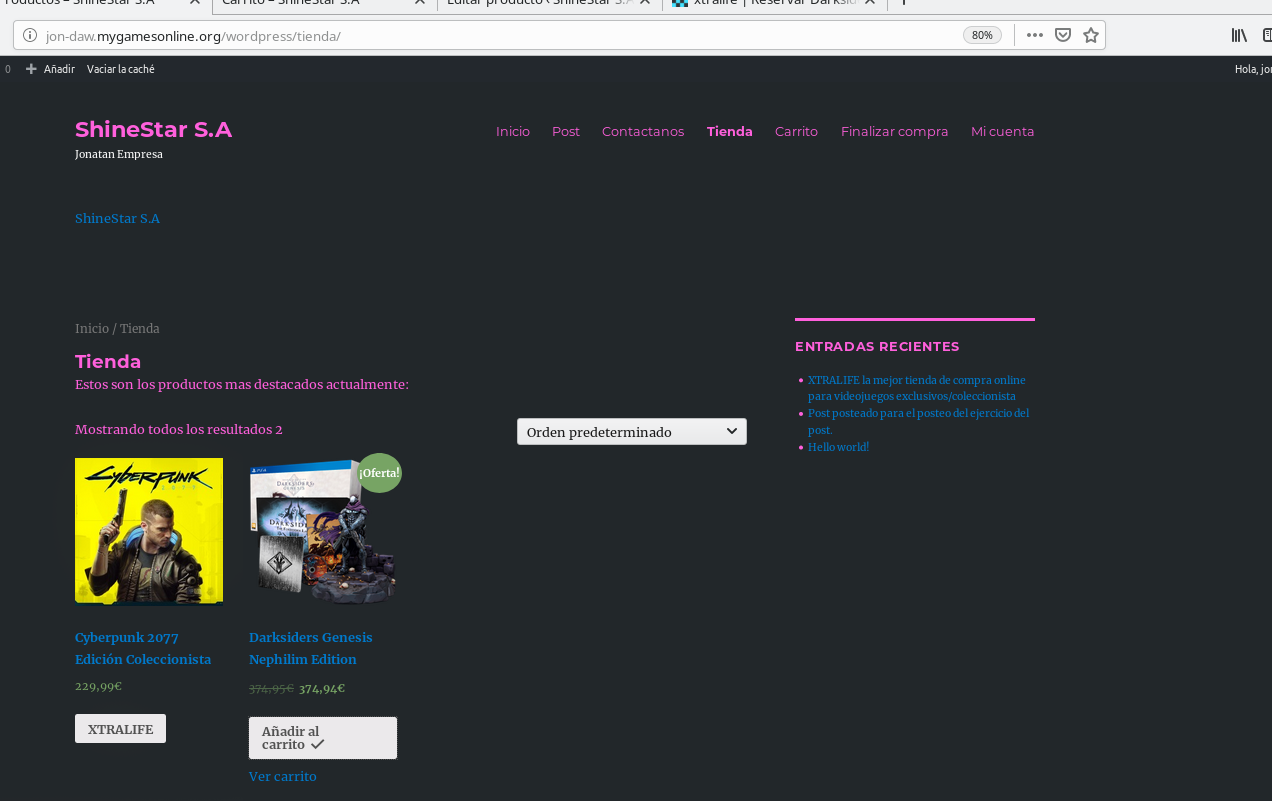 roductos – ShineStar S.A
Carrito – ShineStar S.A
Editar producto ‹ ShineStar S.A
xtralife | Reservar Darksid
jon-daw.mygamesonline.org/wordpress/tienda/
80%
0 Añadir Vaciar la caché
Hola, jon
ShineStar S.A
Jonatan Empresa
Inicio Post Contactanos Tienda Carrito Finalizar compra Mi cuenta
ShineStar S.A
Inicio / Tienda
Tienda
Estos son los productos mas destacados actualmente:
Mostrando todos los resultados 2
Orden predeterminado
Cyberpunk
2077
Cyberpunk 2077
Edición Coleccionista
229,99€
XTRALIFE
¡Oferta!
PS4
DARKSIDERS
GENESIS
DARKSIDERS
Darksiders Genesis
Nephilim Edition
374,95€ 374,94€
Añadir al
carrito
Ver carrito
ENTRADAS RECIENTES
XTRALIFE la mejor tienda de compra online
para videojuegos exclusivos/coleccionista
Post posteado para el posteo del ejercicio del
post.
Hello world!